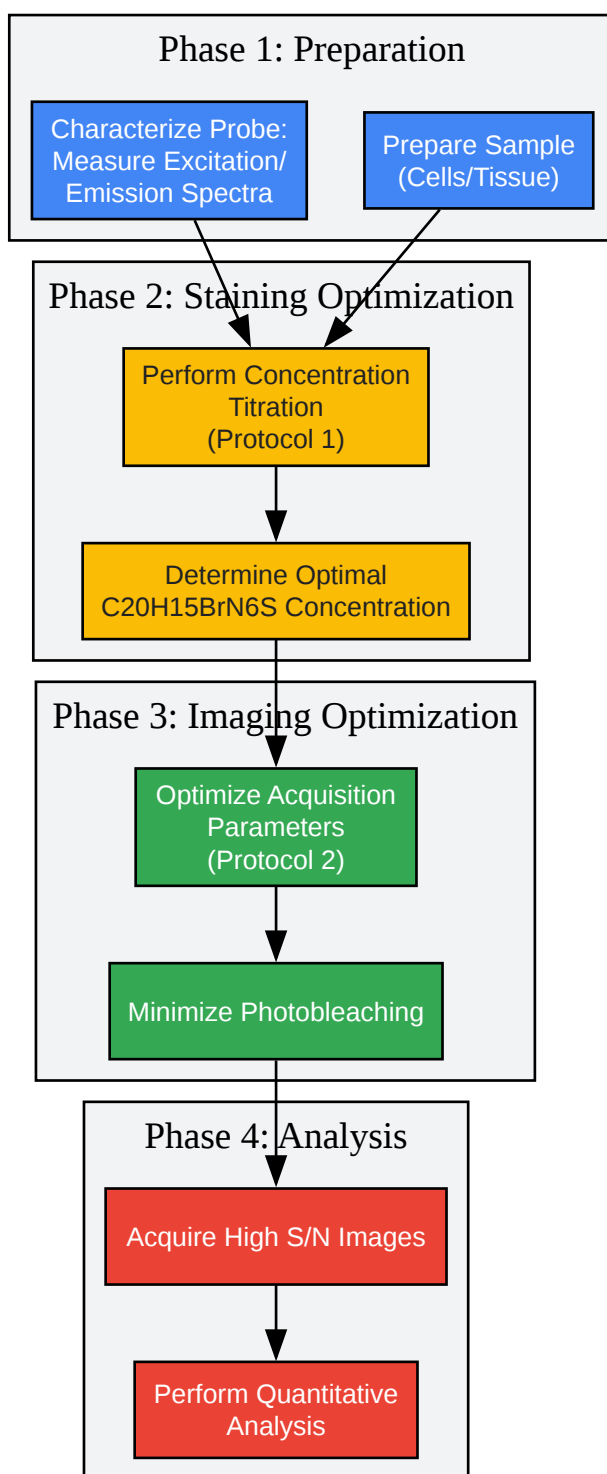 Phase 1: Preparation
Characterize Probe:
Measure Excitation/
Emission Spectra
Prepare Sample
(Cells/Tissue)
Phase 2: Staining Optimization
Perform Concentration
Titration
(Protocol 1)
Determine Optimal
C20H15BrN6S Concentration
Phase 3: Imaging Optimization
Optimize Acquisition
Parameters
(Protocol 2)
Minimize Photobleaching
Phase 4: Analysis
Acquire High S/N Images
Perform Quantitative
Analysis